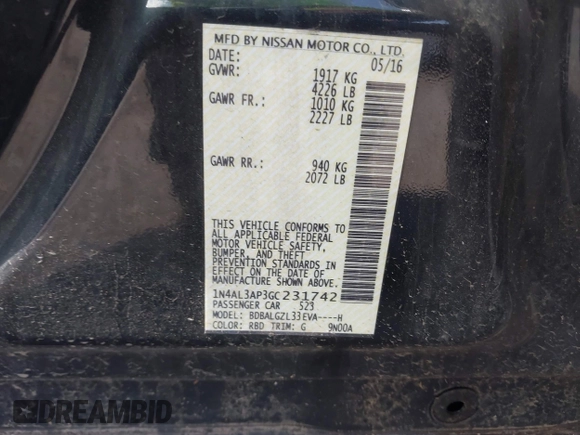 MFD BY NISSAN MOTOR CO., LTD.
DATE: 05/16
GVWR: 1917 KG
4226 LB
GAWR FR.: 1010 KG
2227 LB
GAWR RR.: 940 KG
2072 LB
THIS VEHICLE CONFORMS TO
ALL APPLICABLE FEDERAL
MOTOR VEHICLE SAFETY,
BUMPER, AND THEFT
PREVENTION STANDARDS IN
EFFECT ON THE DATE OF
MANUFACTURE SHOWN ABOVE.
1N4AL3AP3GC231742
PASSENGER CAR 523
MODEL: BDBALGZL33EVA----H
COLOR: RBD TRIM: G 9N00A
DREAMBID